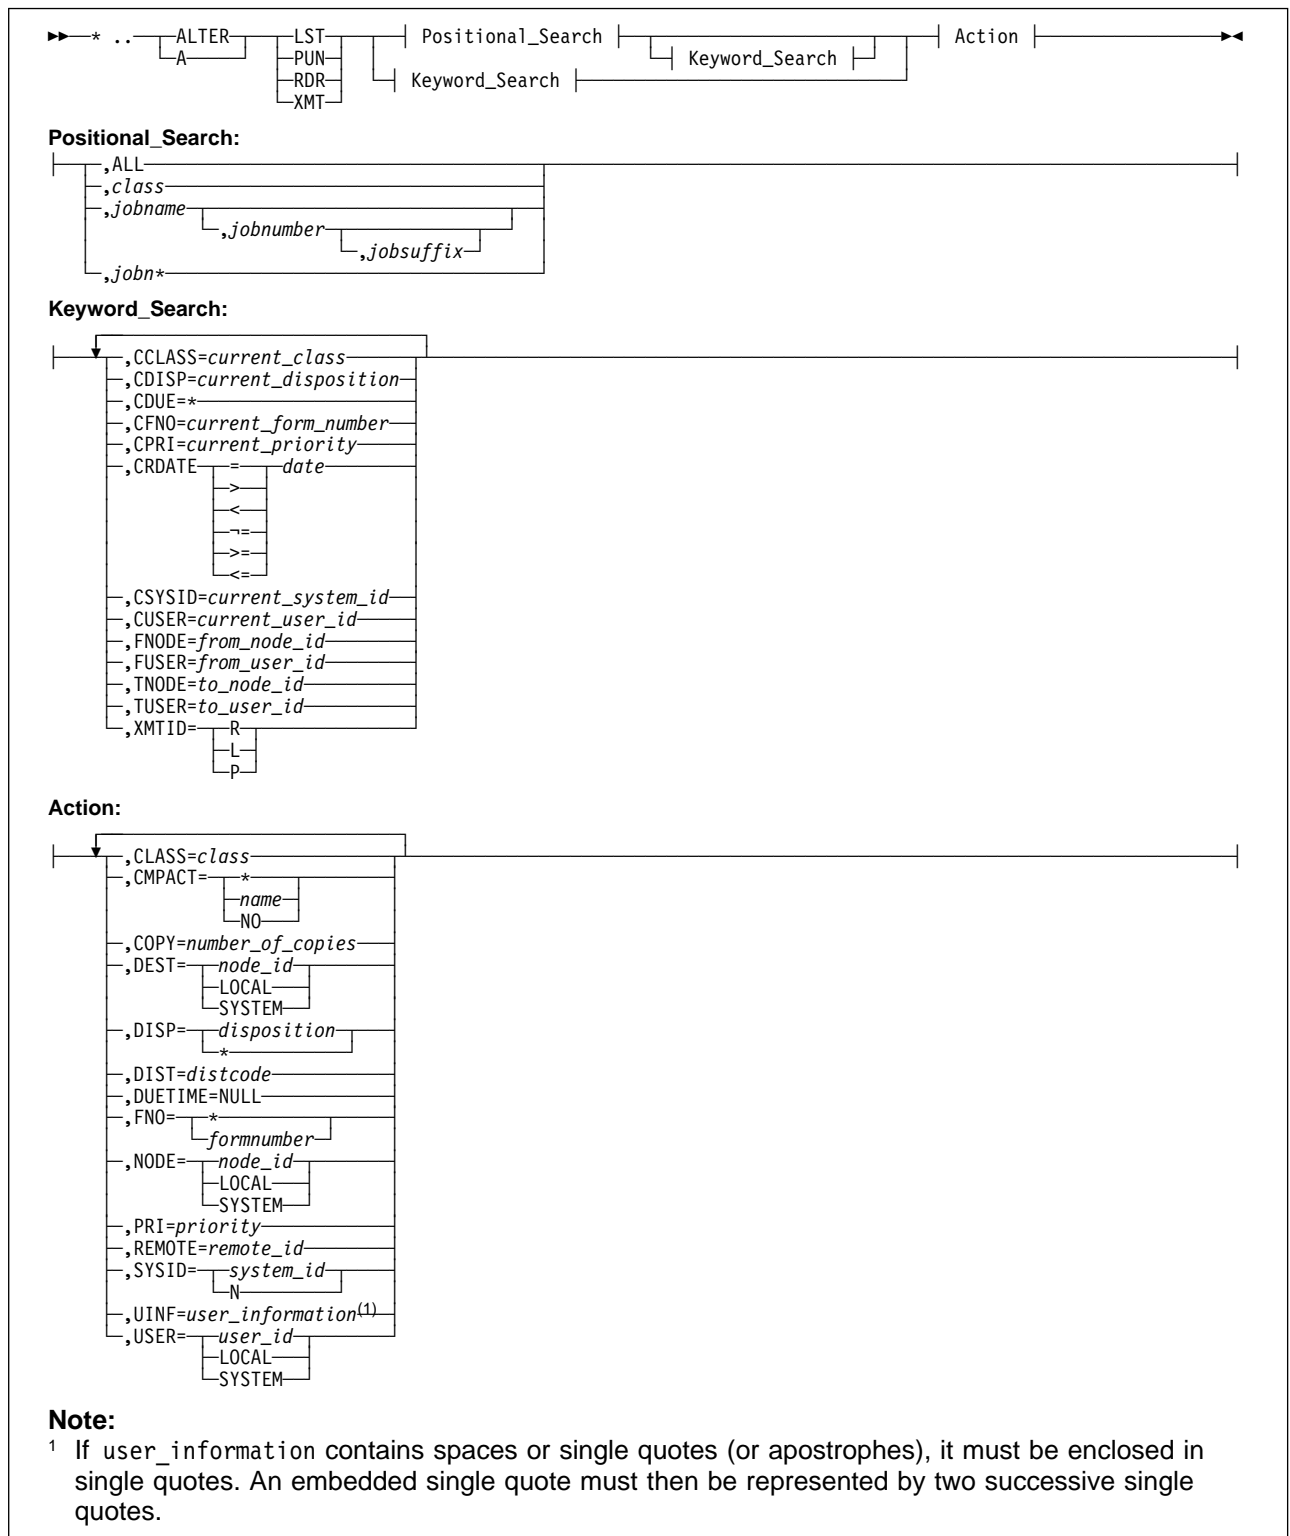 * .. ALTER LST Positional_Search Action
A PUN Keyword_Search
RDR Keyword_Search
XMT
Positional_Search:
,ALL
,class
,jobname
,jobnumber
,jobsuffix
,jobn*
Keyword_Search:
,CCLASS=current_class
,CDISP=current_disposition
,CDUE=*
,CFNO=current_form_number
,CPRI=current_priority
,CRDATE = date
>
<
¬=
>=
<=
,CSYSID=current_system_id
,CUSER=current_user_id
,FNODE=from_node_id
,FUSER=from_user_id
,TNODE=to_node_id
,TUSER=to_user_id
,XMTID= R
L
P
Action:
,CLASS=class
,CMPACT= *
name
NO
,COPY=number_of_copies
,DEST= node_id
LOCAL
SYSTEM
,DISP= disposition
*
,DIST=distcode
,DUETIME=NULL
,FNO= *
formnumber
,NODE= node_id
LOCAL
SYSTEM
,PRI=priority
,REMOTE=remote_id
,SYSID= system_id
N
,UINF=user_information(1)
,USER= user_id
LOCAL
SYSTEM
Note:
1 If user_information contains spaces or single quotes (or apostrophes), it must be enclosed in
single quotes. An embedded single quote must then be represented by two successive single
quotes.